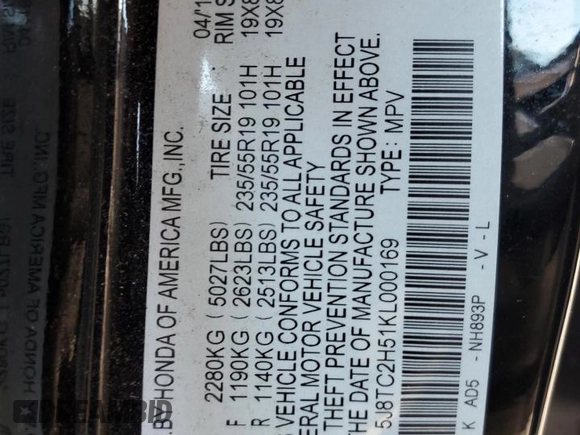 HONDA OF AMERICA MFG., INC.
04/1
2280KG ( 5027LBS) TIRE SIZE RIM S
F 1190KG ( 2623LBS) 235/55R19 101H 19X8
R 1140KG ( 2513LBS) 235/55R19 101H 19X8
VEHICLE CONFORMS TO ALL APPLICABLE
ERAL MOTOR VEHICLE SAFETY
THEFT PREVENTION STANDARDS IN EFFECT
THE DATE OF MANUFACTURE SHOWN ABOVE.
5J8TC2H51KL000169 TYPE: MPV
K AD5 - NH893P - V - L